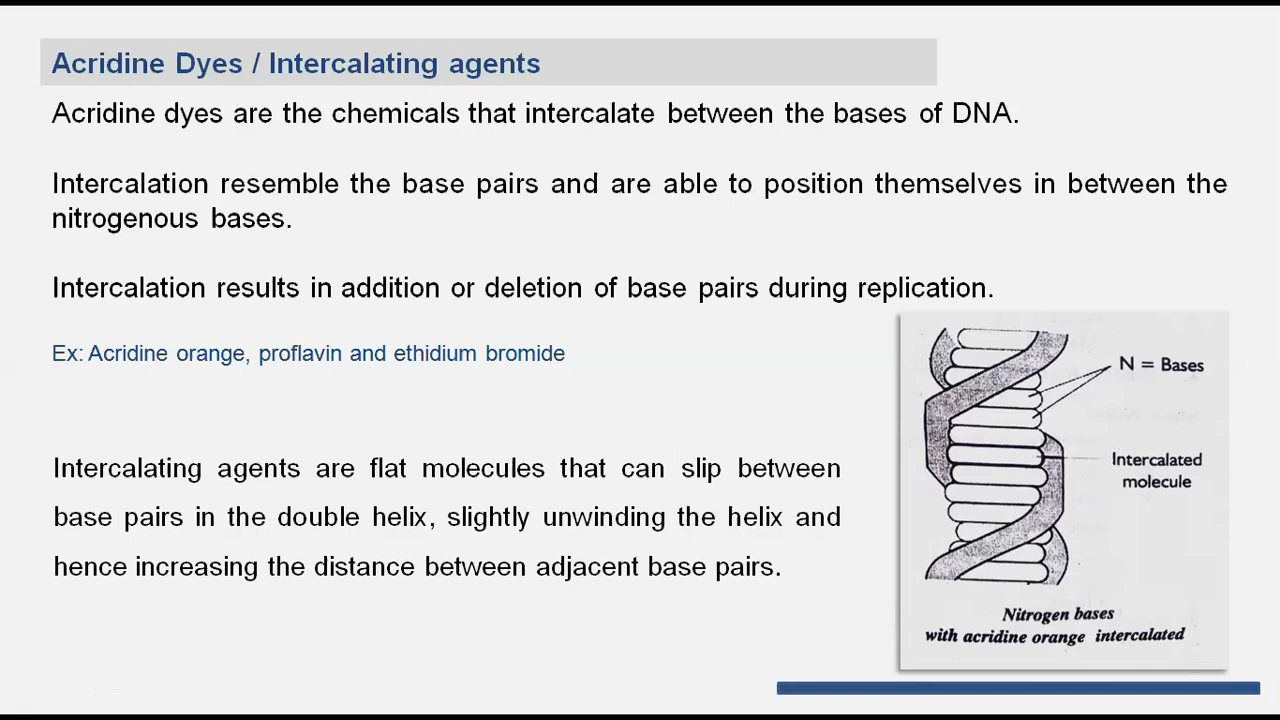 Acridine Dyes / Intercalating agents
Acridine dyes are the chemicals that intercalate between the bases of DNA.
Intercalation resemble the base pairs and are able to position themselves in between the
nitrogenous bases.
Intercalation results in addition or deletion of base pairs during replication.
Ex: Acridine orange, proflavin and ethidium bromide
Intercalating agents are flat molecules that can slip between
base pairs in the double helix, slightly unwinding the helix and
hence increasing the distance between adjacent base pairs.
N = Bases
Intercalated
molecule
Nitrogen bases
with acridine orange intercalated